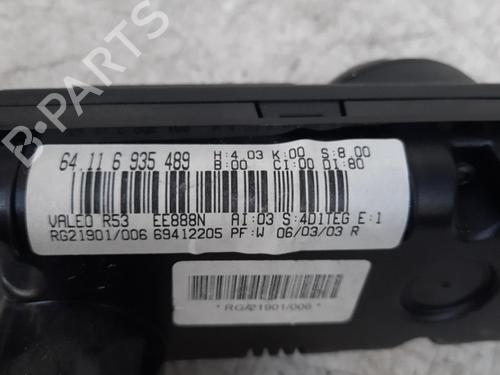 B-PARTS
64.11 6 935 489 H:4.03 K:00 S:8.00
B:00 C1:00 D1:80
VALEO R53 EE888N AI:03 S:4D1TEG E:1
RG21901/006 69412205 PF:W 06/03/03 R
* RGA21901/006 *